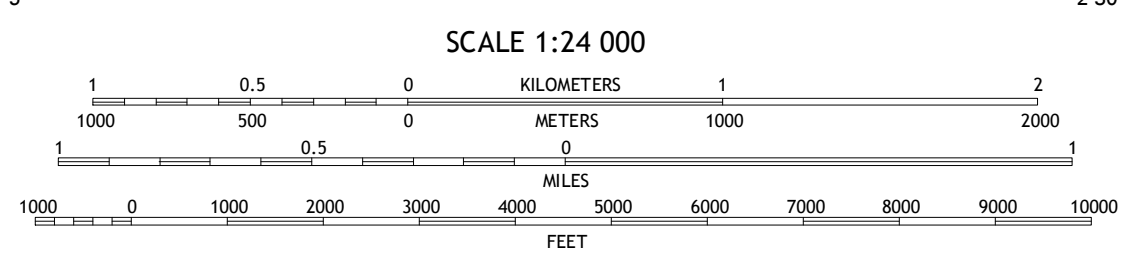 SCALE 1:24 000
1 0.5 0 KILOMETERS 1 2
1000 500 0 METERS 1000 2000
1 0.5 0 1
MILES
1000 0 1000 2000 3000 4000 5000 6000 7000 8000 9000 10000
FEET